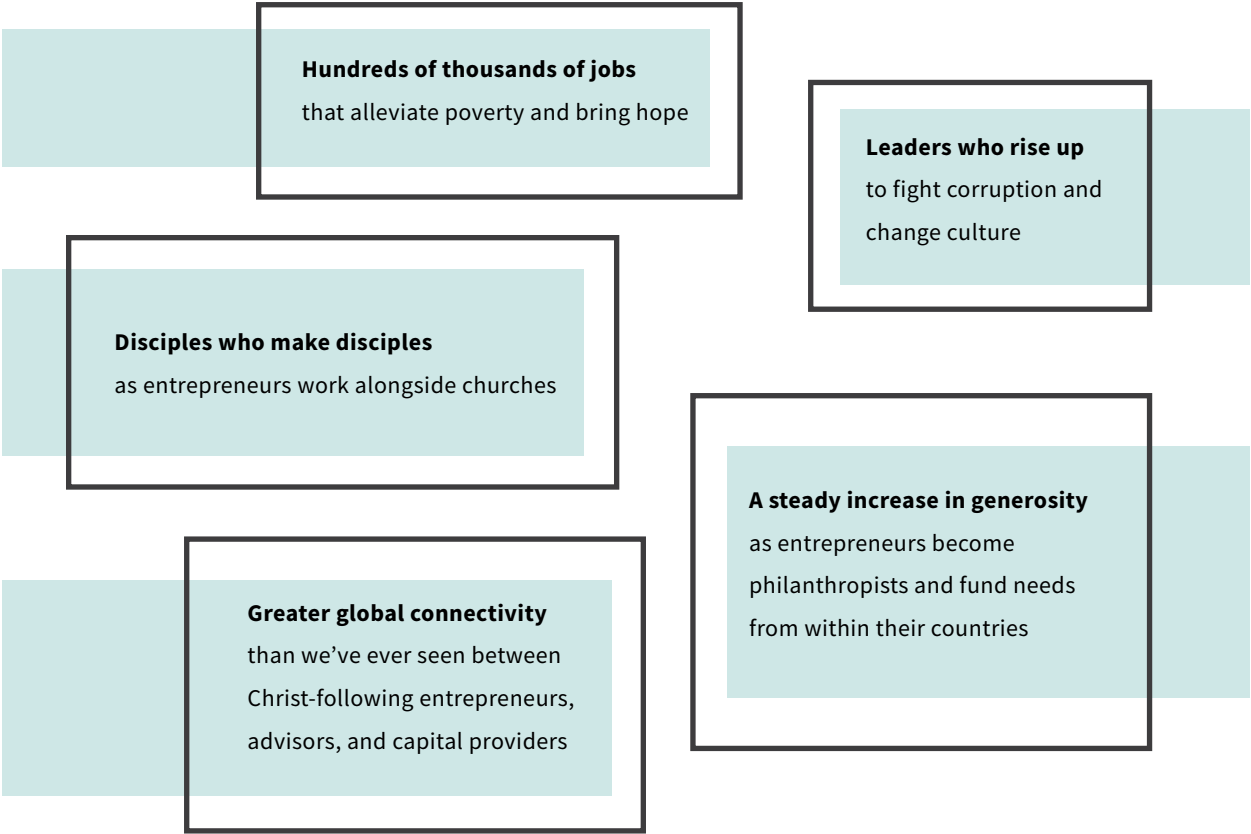 Hundreds of thousands of jobs
that alleviate poverty and bring hope
Leaders who rise up
to fight corruption and
change culture
Disciples who make disciples
as entrepreneurs work alongside churches
A steady increase in generosity
as entrepreneurs become
philanthropists and fund needs
from within their countries
Greater global connectivity
than we’ve ever seen between
Christ-following entrepreneurs,
advisors, and capital providers